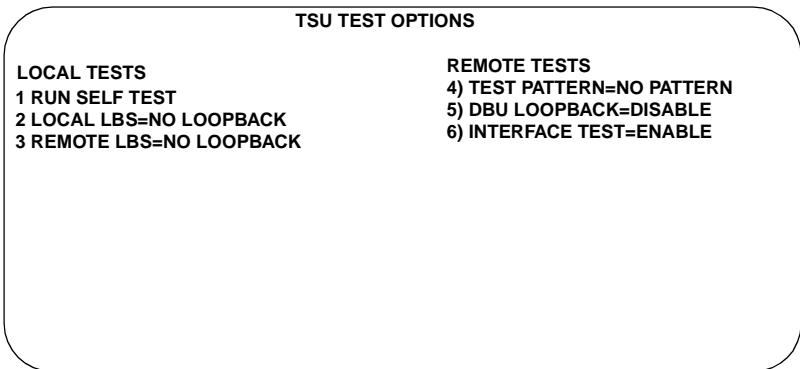 TSU TEST OPTIONS
LOCAL TESTS
1 RUN SELF TEST
2 LOCAL LBS=NO LOOPBACK
3 REMOTE LBS=NO LOOPBACK
REMOTE TESTS
4) TEST PATTERN=NO PATTERN
5) DBU LOOPBACK=DISABLE
6) INTERFACE TEST=ENABLE